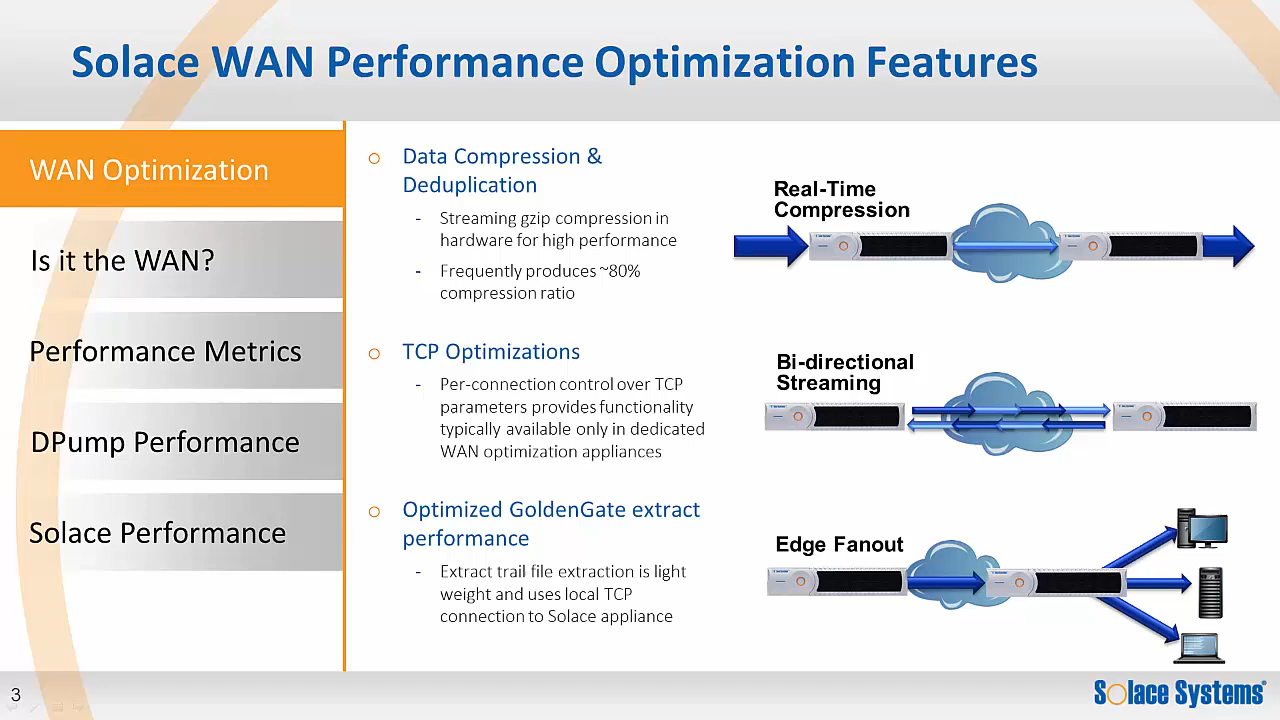 Solace WAN Performance Optimization Features
WAN Optimization
Is it the WAN?
Performance Metrics
DPump Performance
Solace Performance
o Data Compression &
Deduplication
- Streaming gzip compression in
hardware for high performance
- Frequently produces ~80%
compression ratio
o TCP Optimizations
- Per-connection control over TCP
parameters provides functionality
typically available only in dedicated
WAN optimization appliances
o Optimized GoldenGate extract
performance
- Extract trail file extraction is light
weight and uses local TCP
connection to Solace appliance
Real-Time
Compression
Bi-directional
Streaming
Edge Fanout
3
Solace Systems®